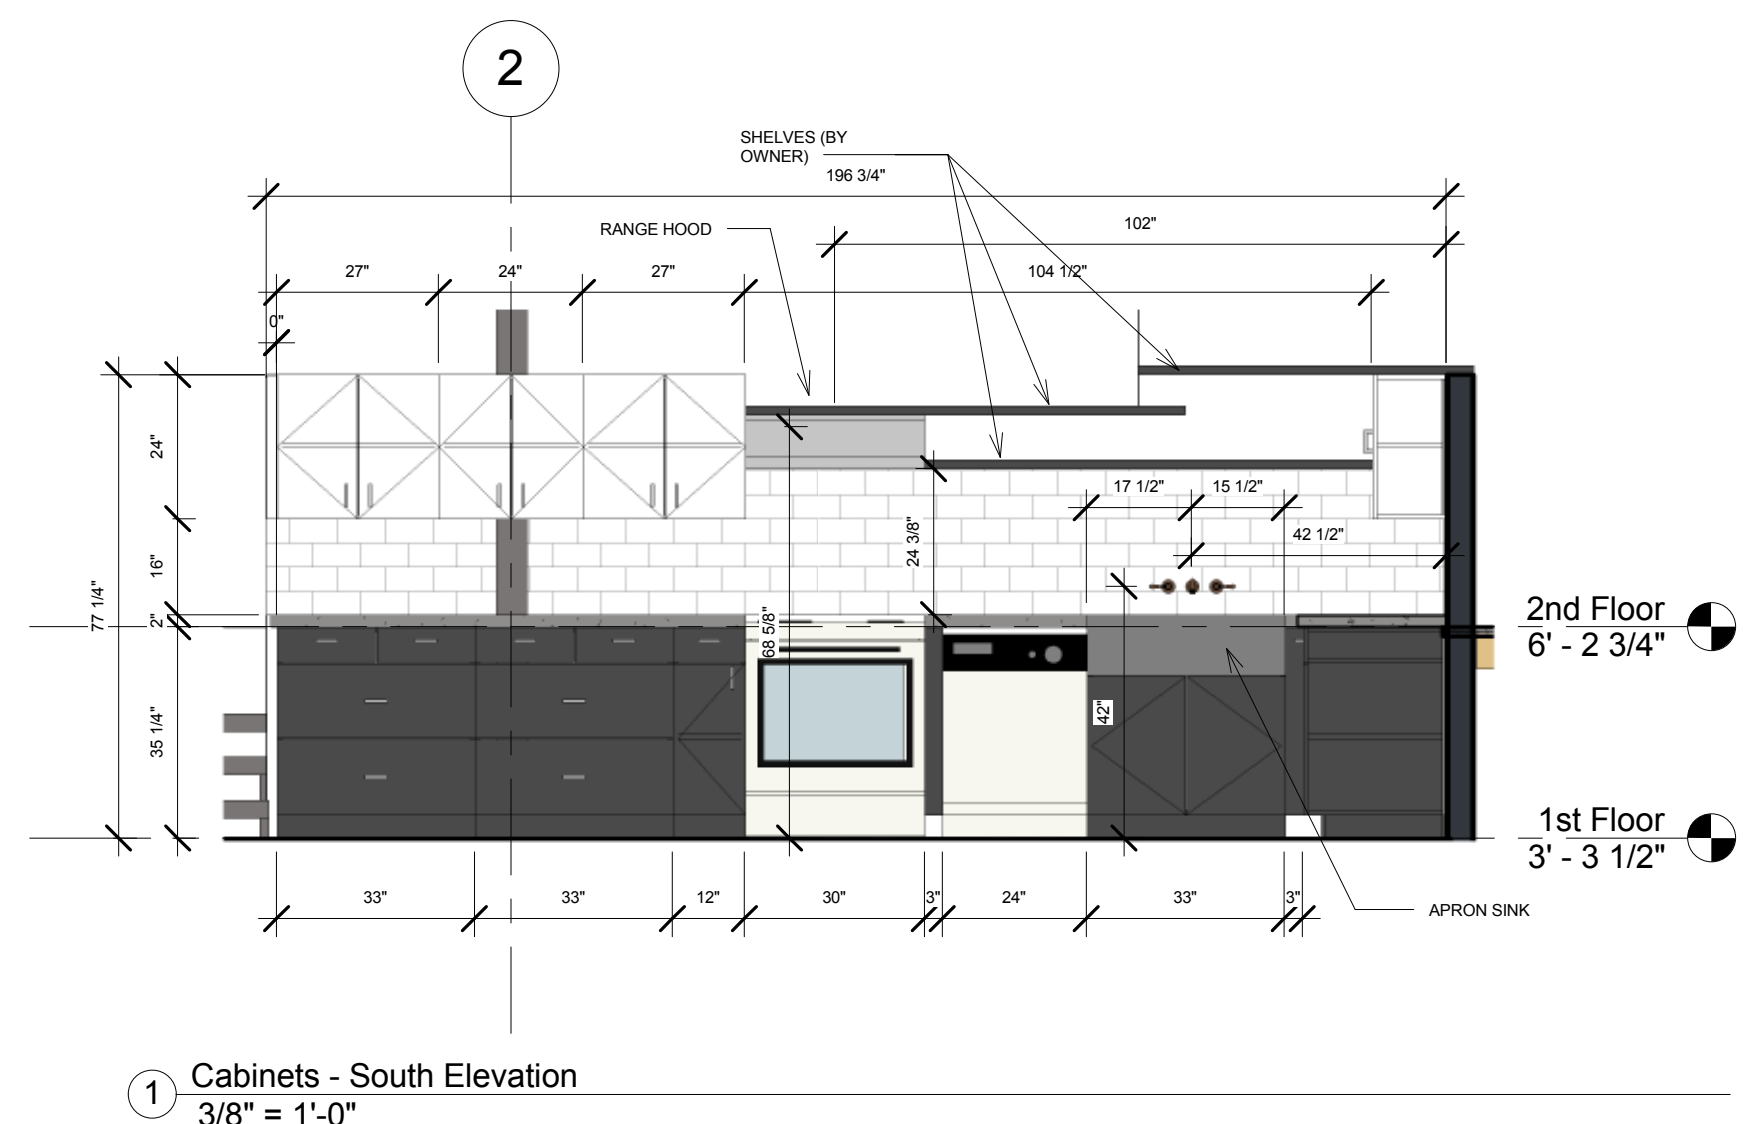 2
SHELVES (BY
OWNER)
196 3/4"
102"
RANGE HOOD
27"
24"
27"
104 1/2"
0"
24"
17 1/2"
15 1/2"
42 1/2"
24 3/8"
16"
77 1/4"
2"
68 5/8"
2nd Floor
6' - 2 3/4"
42"
35 1/4"
1st Floor
3' - 3 1/2"
33"
33"
12"
30"
3"
24"
33"
3"
APRON SINK
1
Cabinets - South Elevation
3/8" = 1'-0"